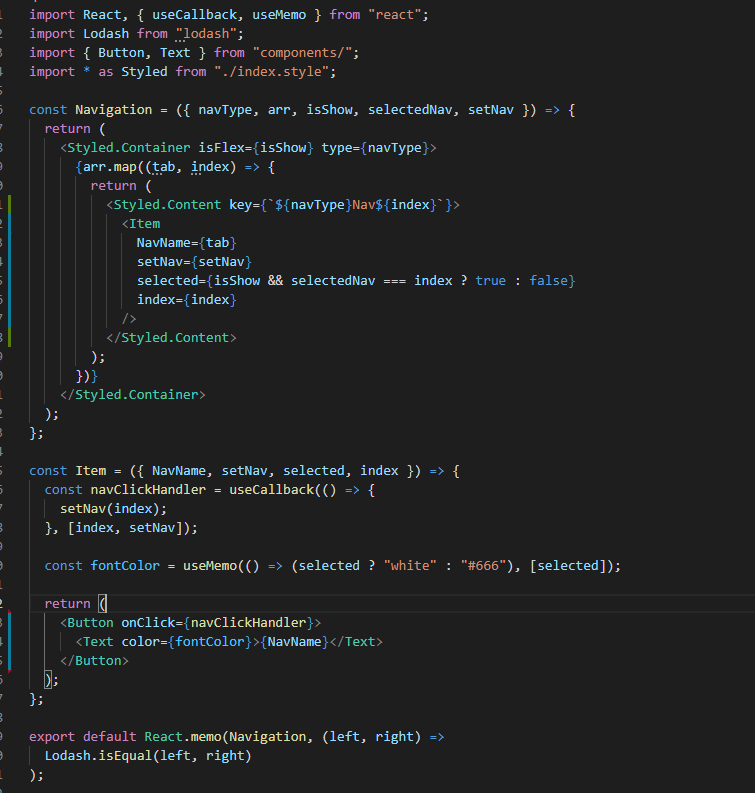 import React, { useCallback, useMemo } from "react";
import Lodash from "lodash";
import { Button, Text } from "components/";
import * as Styled from "./index.style";

const Navigation = ({ navType, arr, isShow, selectedNav, setNav }) => {
  return (
    <Styled.Container isFlex={isShow} type={navType}>
      {arr.map((tab, index) => {
        return (
          <Styled.Content key={`${navType}Nav${index}`}>
            <Item
              NavName={tab}
              setNav={setNav}
              selected={isShow && selectedNav === index ? true : false}
              index={index}
            />
          </Styled.Content>
        );
      })}
    </Styled.Container>
  );
};

const Item = ({ NavName, setNav, selected, index }) => {
  const navClickHandler = useCallback(() => {
    setNav(index);
  }, [index, setNav]);

  const fontColor = useMemo(() => (selected ? "white" : "#666"), [selected]);

  return (
    <Button onClick={navClickHandler}>
      <Text color={fontColor}>{NavName}</Text>
    </Button>
  );
};

export default React.memo(Navigation, (left, right) =>
  Lodash.isEqual(left, right)
);